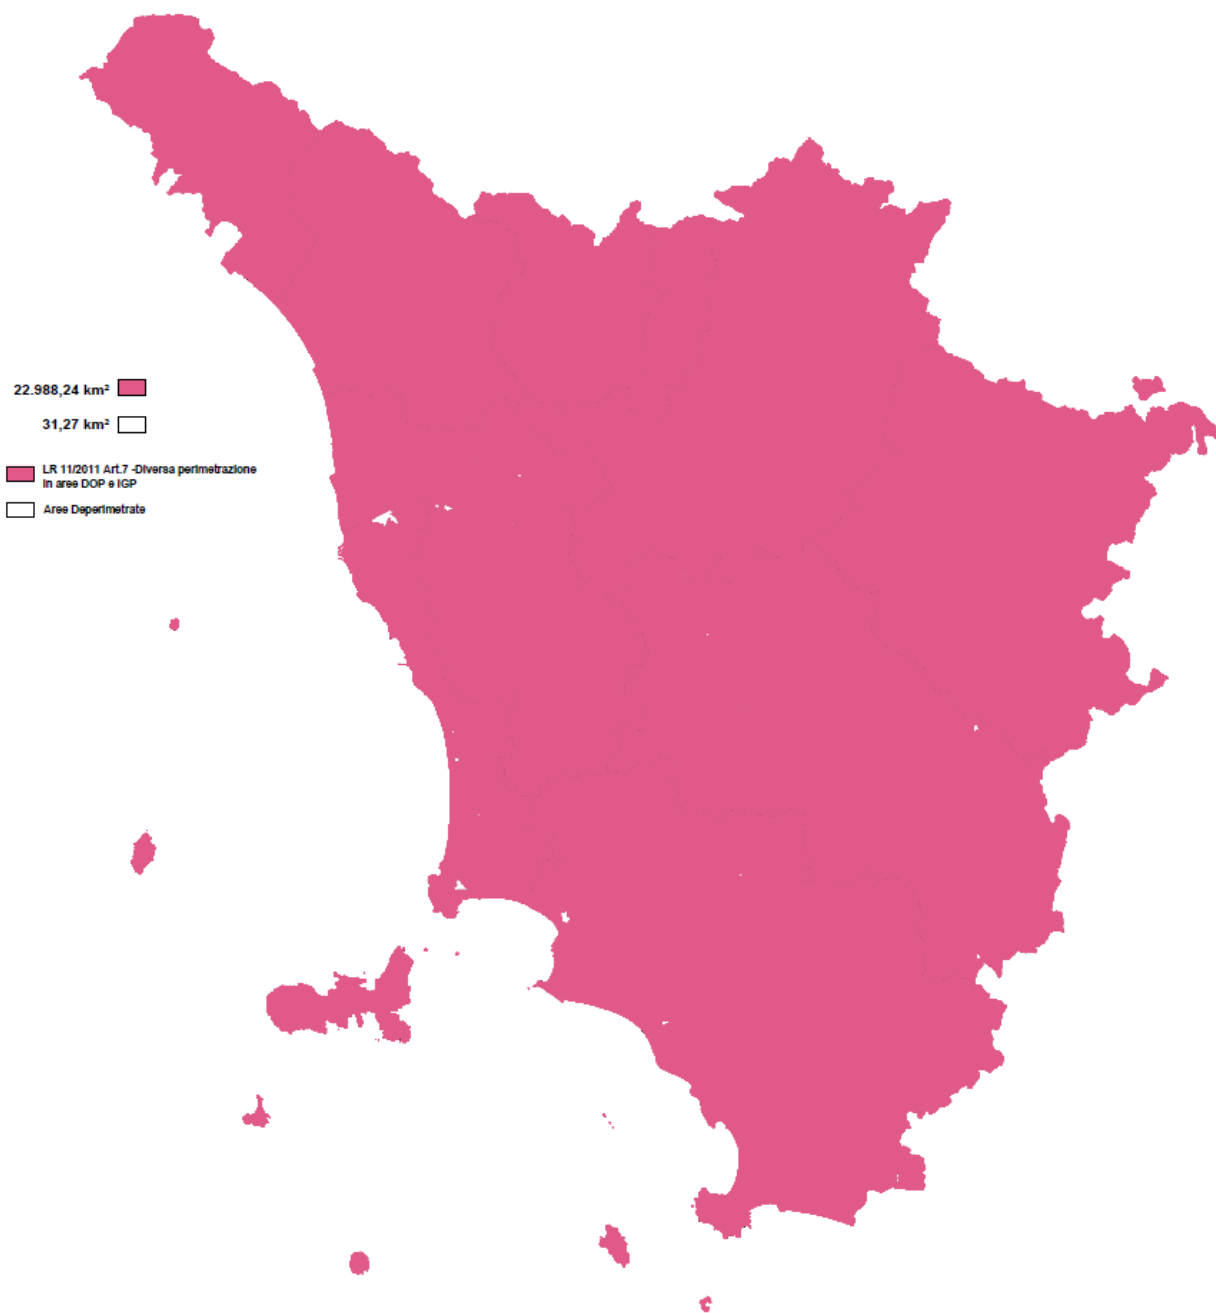 22.988,24 km²
31,27 km²
LR 11/2011 Art.7 -Diversa perimetrazione
in aree DOP e IGP
Aree Deperimetrate